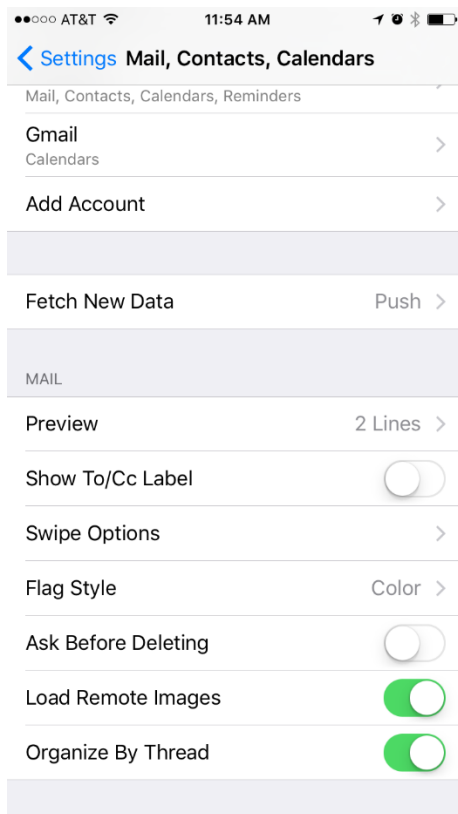 AT&T 11:54 AM
Settings Mail, Contacts, Calendars
Mail, Contacts, Calendars, Reminders
Gmail
Calendars
Add Account
Fetch New Data Push
MAIL
Preview 2 Lines
Show To/Cc Label
Swipe Options
Flag Style Color
Ask Before Deleting
Load Remote Images
Organize By Thread